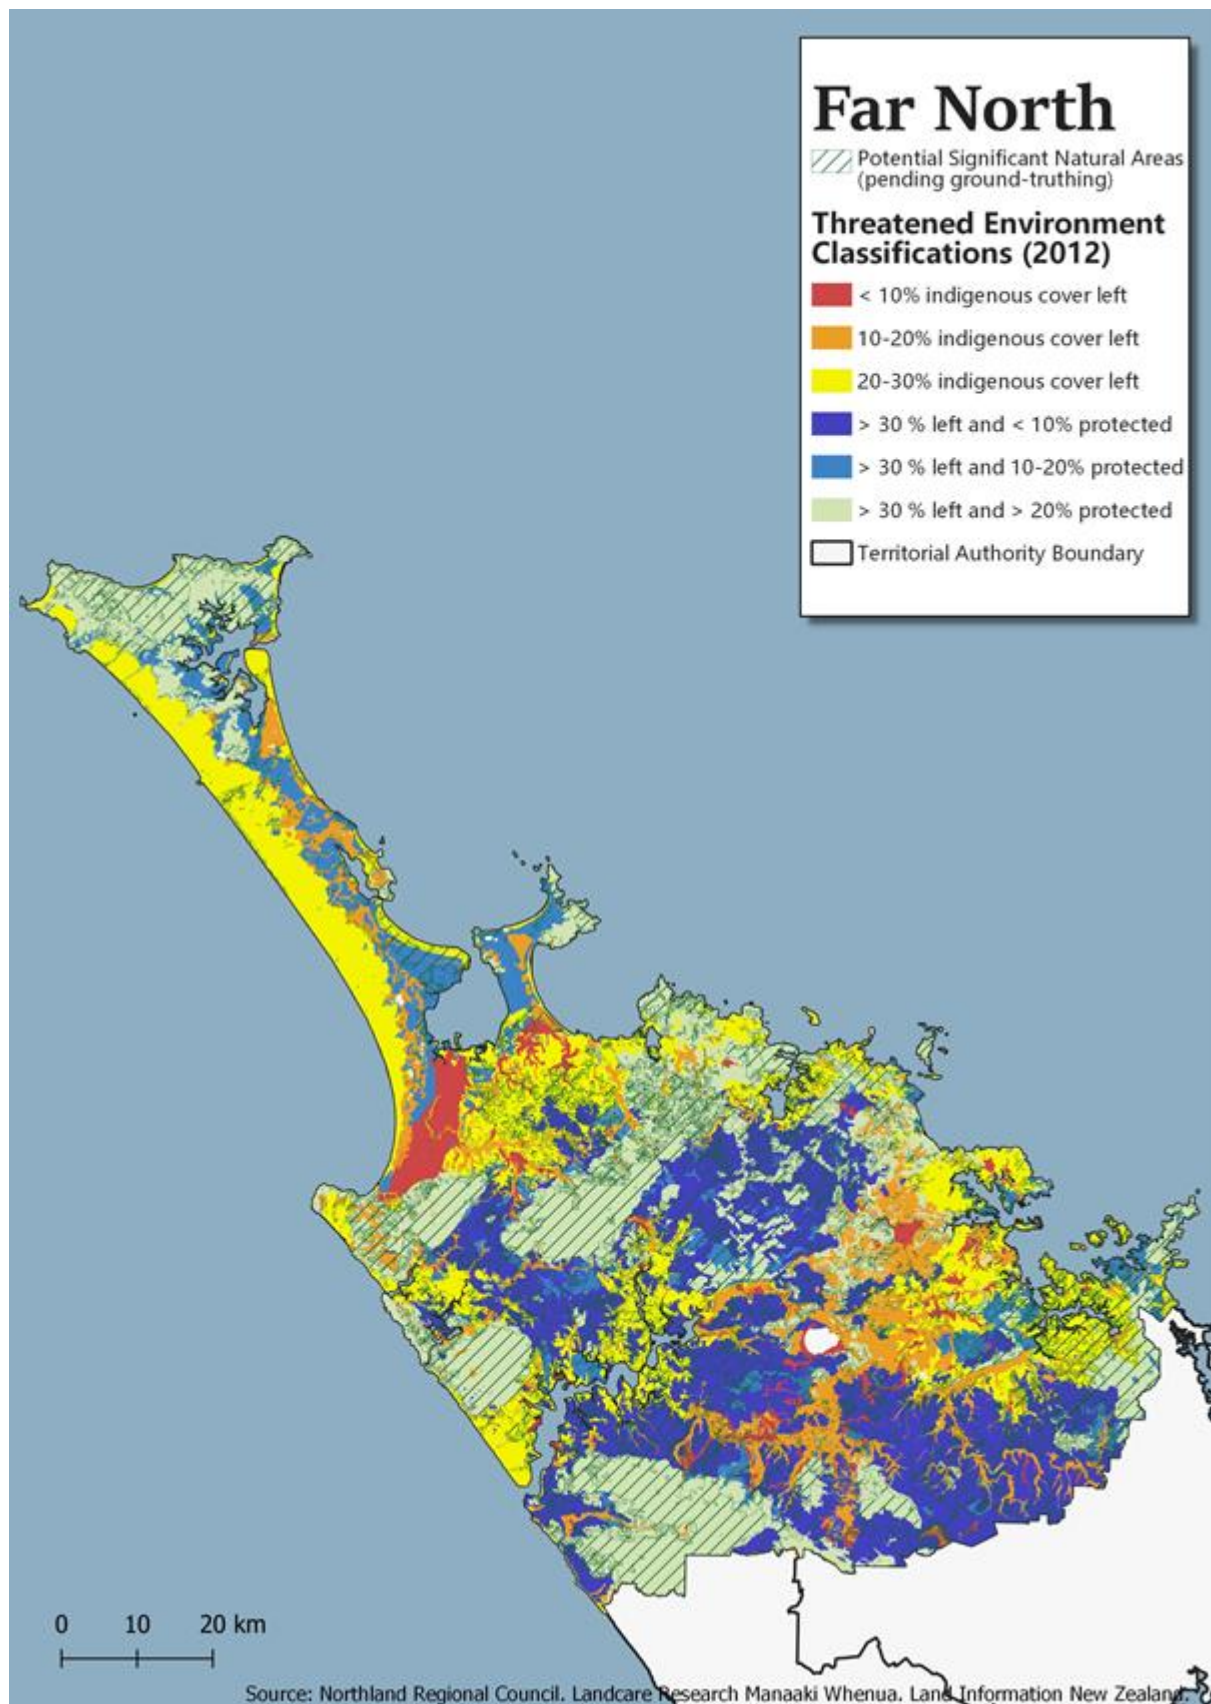 Far North
Potential Significant Natural Areas
(pending ground-truthing)
Threatened Environment
Classifications (2012)
< 10% indigenous cover left
10-20% indigenous cover left
20-30% indigenous cover left
> 30 % left and < 10% protected
> 30 % left and 10-20% protected
> 30 % left and > 20% protected
Territorial Authority Boundary
0 10 20 km
Source: Northland Regional Council. Landcare Research Manaaki Whenua. Land Information New Zealand